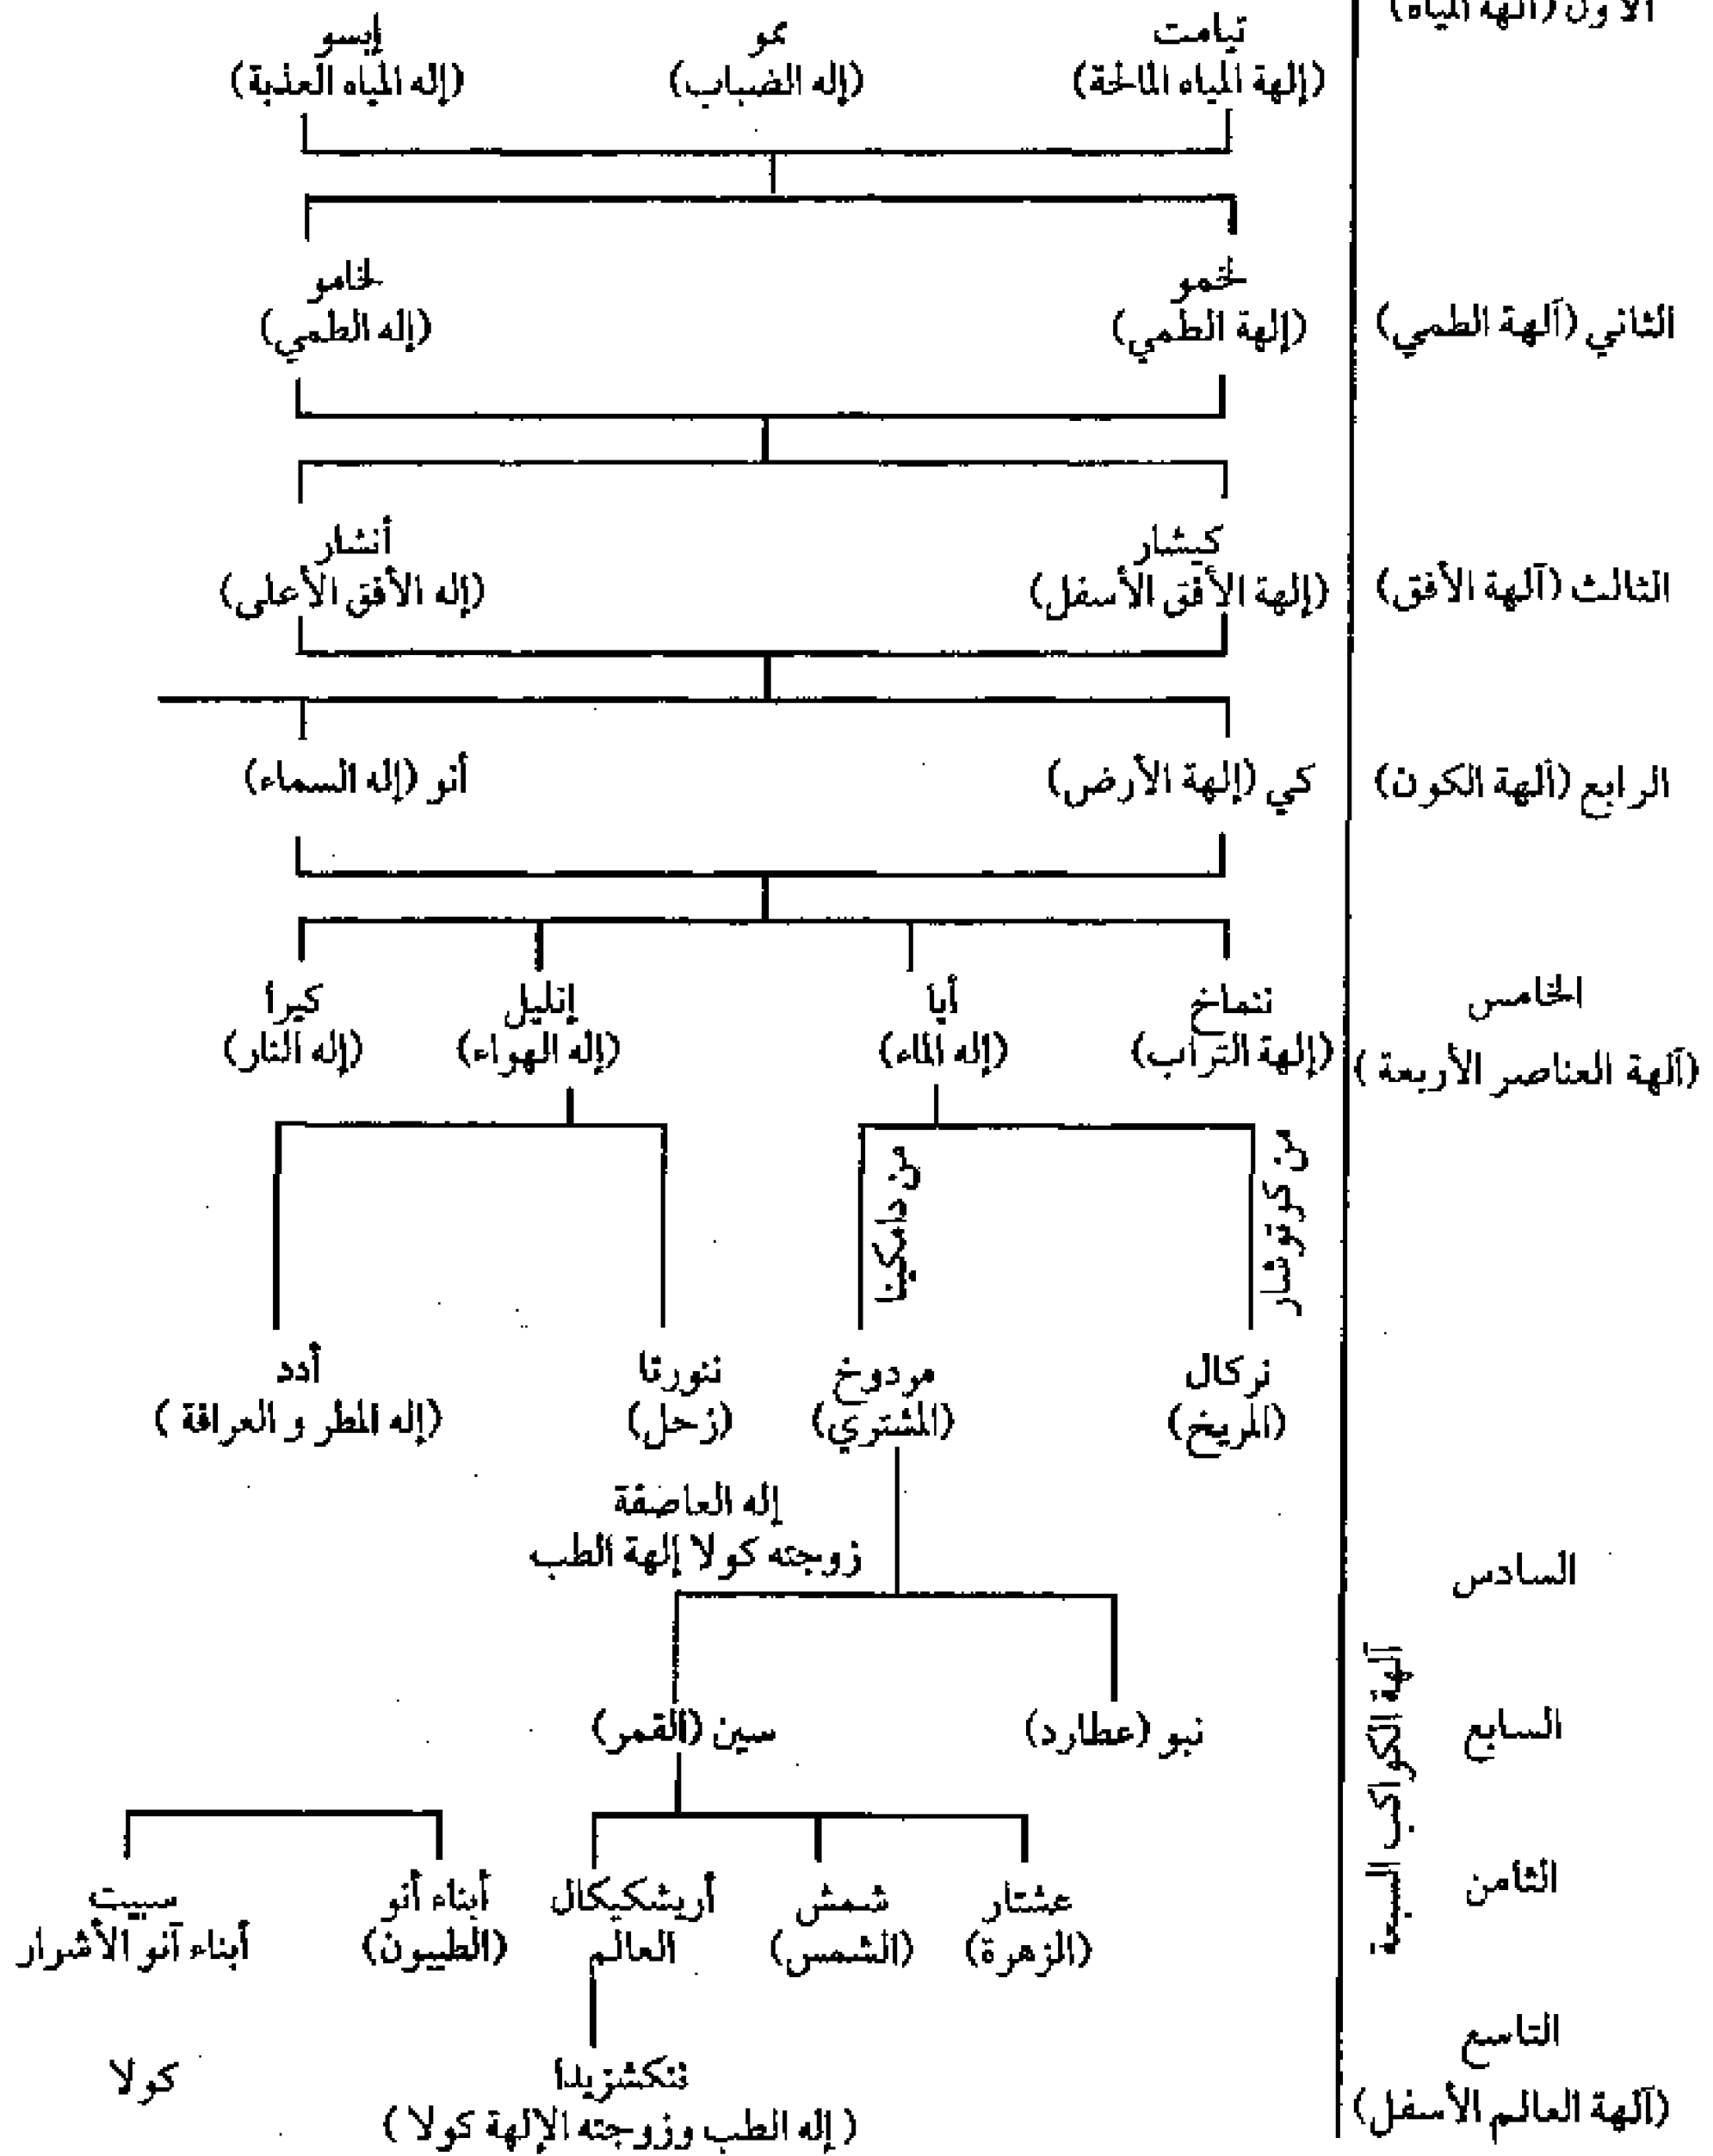 الأول (آلهة المياه)
تيامت
(إلهة المياه المالحة)
ممو
(إله الضباب)
إبسو
(إله المياه العذبة)
الثاني (آلهة الطمي)
لخمو
(إلهة الطمي)
لخامو
(إله الطمي)
الثالث (آلهة الأفق)
كيشار
(إلهة الأفق الأسفل)
أنشار
(إله الأفق الأعلى)
الرابع (آلهة الكون)
كي (إلهة الأرض)
أنو (إله السماء)
الخامس
(آلهة العناصر الأربعة)
ننماخ
(إلهة التراب)
أيا
(إله الماء)
إنليل
(إله الهواء)
كيرا
(إله النار)
من كوتوشار
من دامكينا
نركال
(المريخ)
مردوخ
(المشتري)
ننورتا
(زحل)
أدد
(إله المطر و العرافة)
إله العاصفة
زوجته كولا إلهة الطب
السادس
آلهة الكواكب السبعة
السابع
نبو (عطارد)
سين (القمر)
الثامن
عشتار
(الزهرة)
شمش
(الشمس)
أريشكيكال
العالم
أبناء أنو
(الطيبون)
سبيت
أبناء آنو الأشرار
التاسع
(آلهة العالم الأسفل)
ننكشزيدا
(إله الطب وزوجته الإلهة كولا)
كولا